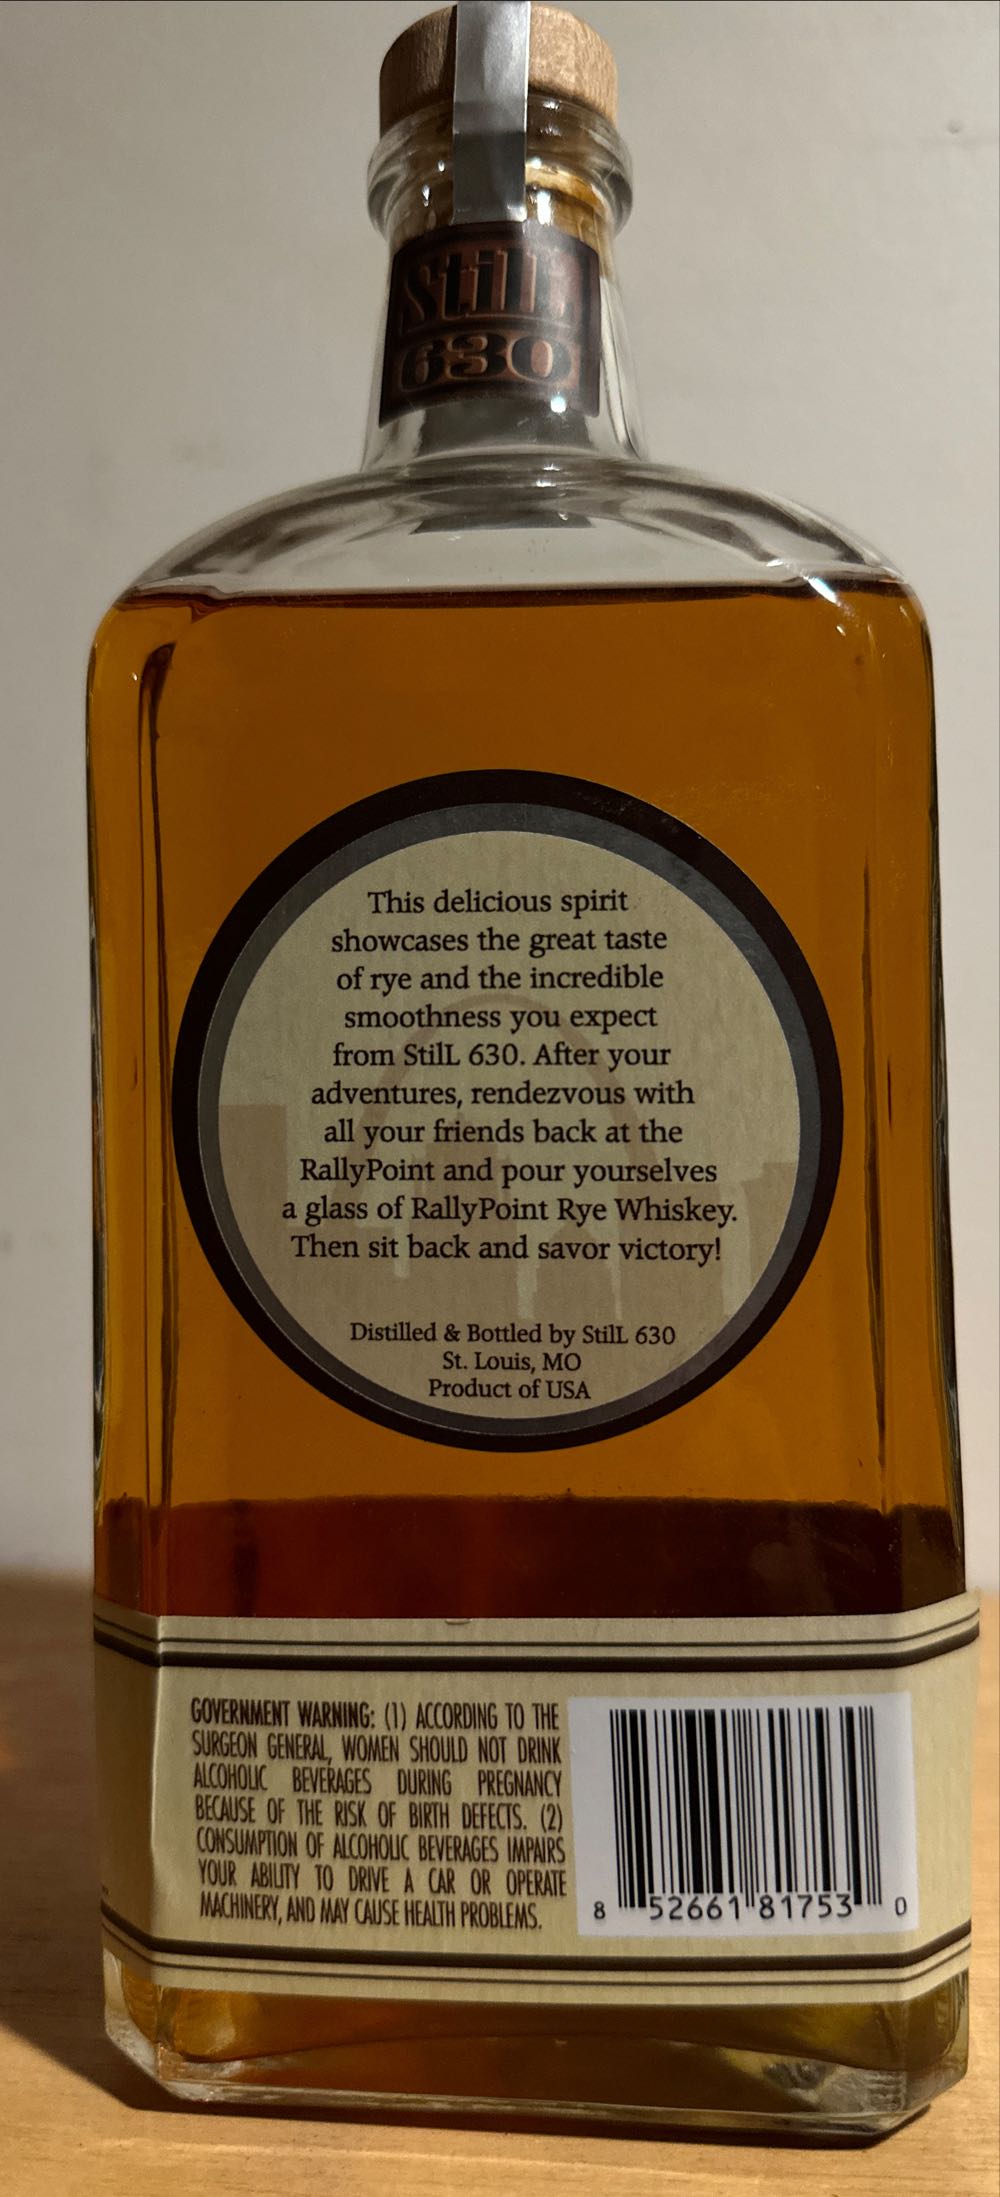 StilL
630
This delicious spirit
showcases the great taste
of rye and the incredible
smoothness you expect
from StilL 630. After your
adventures, rendezvous with
all your friends back at the
RallyPoint and pour yourselves
a glass of RallyPoint Rye Whiskey.
Then sit back and savor victory!
Distilled & Bottled by StilL 630
St. Louis, MO
Product of USA
GOVERNMENT WARNING: (1) ACCORDING TO THE
SURGEON GENERAL, WOMEN SHOULD NOT DRINK
ALCOHOLIC BEVERAGES DURING PREGNANCY
BECAUSE OF THE RISK OF BIRTH DEFECTS. (2)
CONSUMPTION OF ALCOHOLIC BEVERAGES IMPAIRS
YOUR ABILITY TO DRIVE A CAR OR OPERATE
MACHINERY, AND MAY CAUSE HEALTH PROBLEMS.
8 52661 81753 0